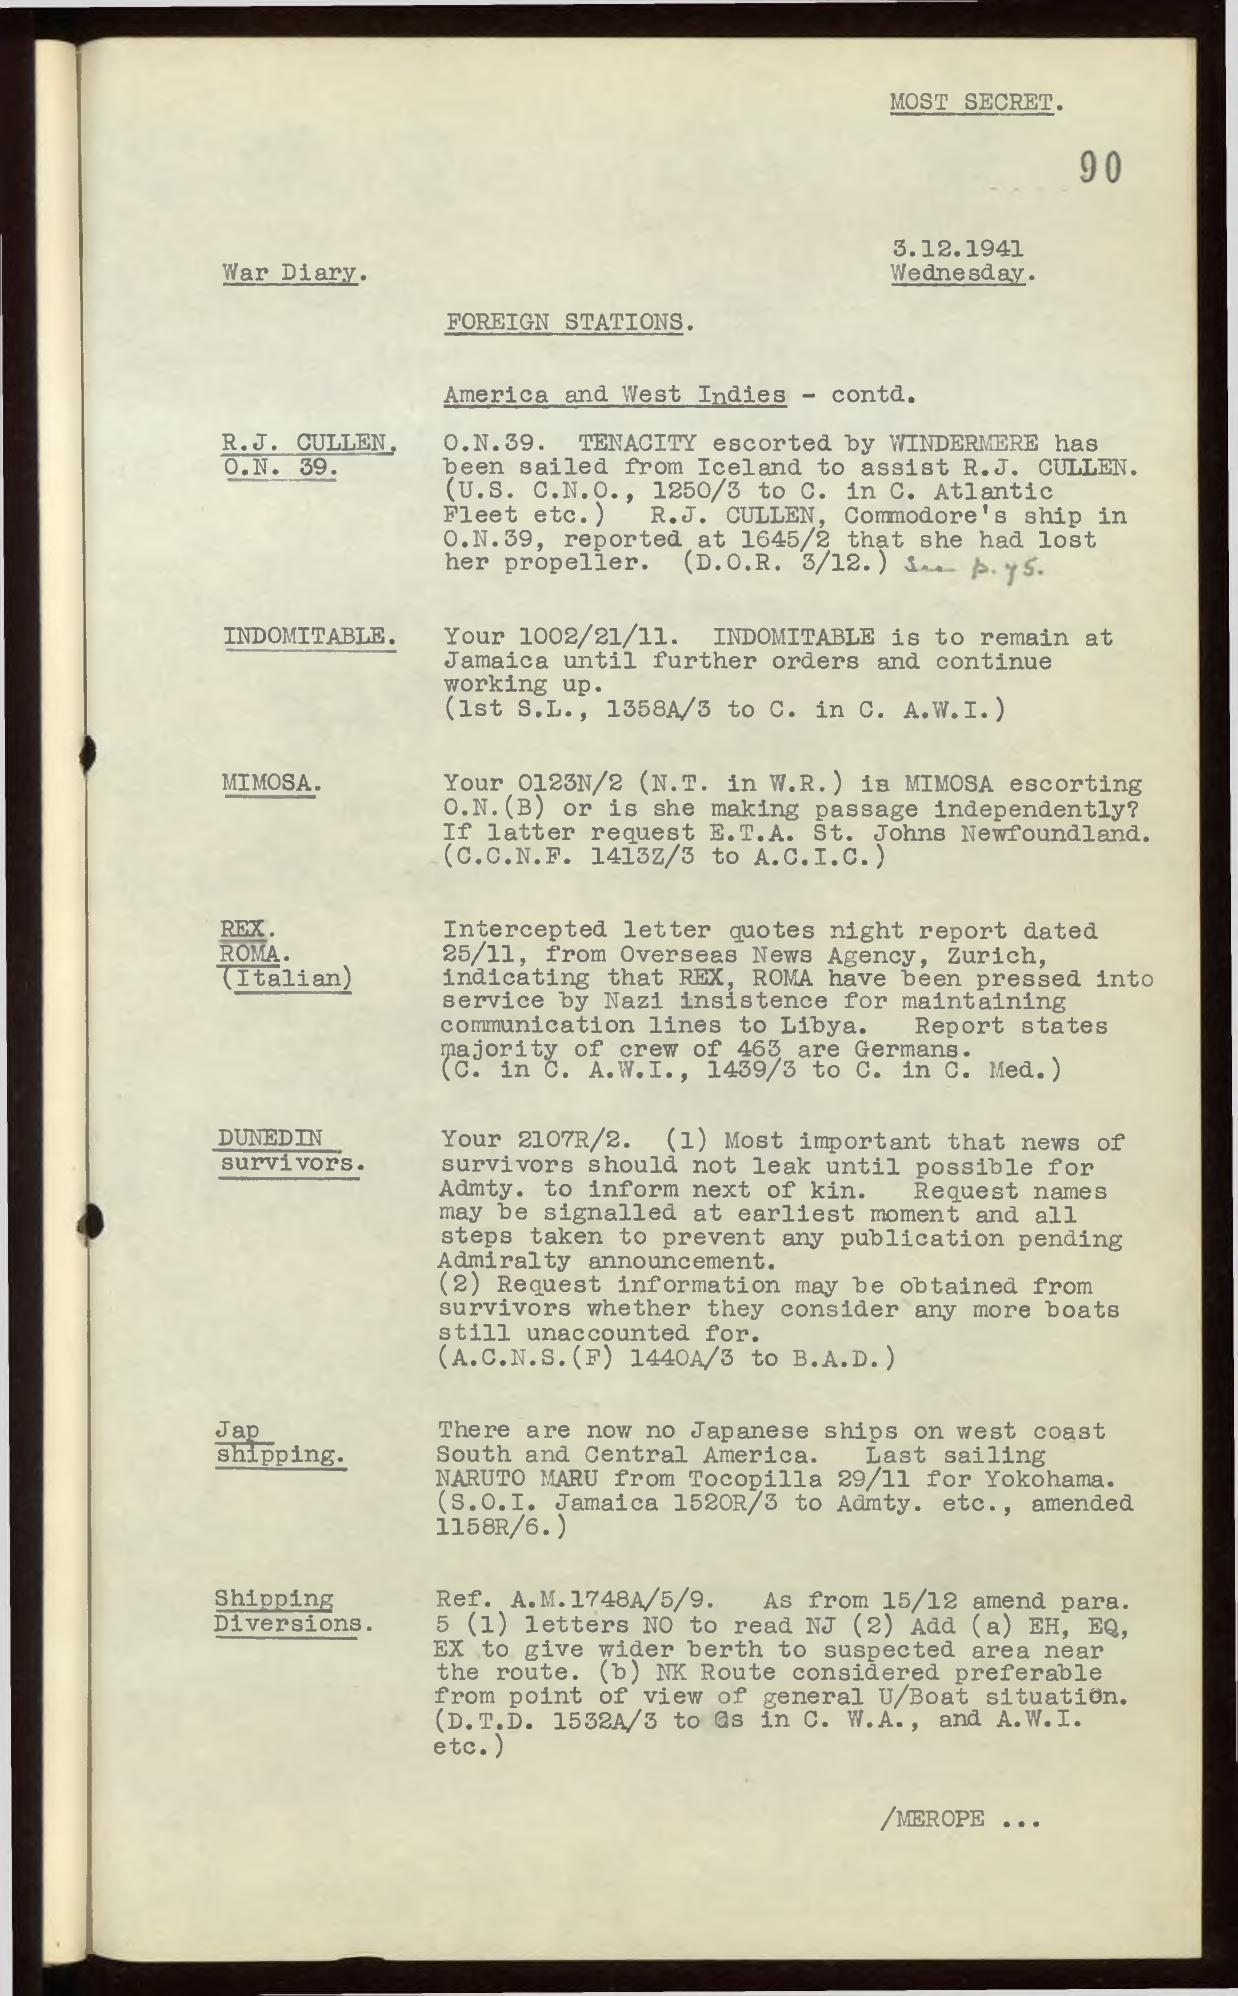 MOST SECRET.
90
3.12.1941
War Diary.
Wednesday.
FOREIGN STATIONS.
America and West Indies - contd.
R.J. CULLEN.
O.N. 39.
O.N.39. TENACITY escorted by WINDERMERE has
been sailed from Iceland to assist R.J. CULLEN.
(U.S. C.N.O., 1250/3 to C. in C. Atlantic
Fleet etc.) R.J. CULLEN, Commodore's ship in
O.N.39, reported at 1645/2 that she had lost
her propeller. (D.O.R. 3/12.) See p. 75.
INDOMITABLE.
Your 1002/21/11. INDOMITABLE is to remain at
Jamaica until further orders and continue
working up.
(1st S.L., 1358A/3 to C. in C. A.W.I.)
MIMOSA.
Your 0123N/2 (N.T. in W.R.) is MIMOSA escorting
O.N.(B) or is she making passage independently?
If latter request E.T.A. St. Johns Newfoundland.
(C.C.N.F. 1413Z/3 to A.C.I.C.)
REX.
ROMA.
(Italian)
Intercepted letter quotes night report dated
25/11, from Overseas News Agency, Zurich,
indicating that REX, ROMA have been pressed into
service by Nazi insistence for maintaining
communication lines to Libya. Report states
majority of crew of 463 are Germans.
(C. in C. A.W.I., 1439/3 to C. in C. Med.)
DUNEDIN
survivors.
Your 2107R/2. (1) Most important that news of
survivors should not leak until possible for
Admty. to inform next of kin. Request names
may be signalled at earliest moment and all
steps taken to prevent any publication pending
Admiralty announcement.
(2) Request information may be obtained from
survivors whether they consider any more boats
still unaccounted for.
(A.C.N.S.(F) 1440A/3 to B.A.D.)
Jap
shipping.
There are now no Japanese ships on west coast
South and Central America. Last sailing
NARUTO MARU from Tocopilla 29/11 for Yokohama.
(S.O.I. Jamaica 1520R/3 to Admty. etc., amended
1158R/6.)
Shipping
Diversions.
Ref. A.M.1748A/5/9. As from 15/12 amend para.
5 (1) letters NO to read NJ (2) Add (a) EH, EQ,
EX to give wider berth to suspected area near
the route. (b) NK Route considered preferable
from point of view of general U/Boat situation.
(D.T.D. 1532A/3 to Cs in C. W.A., and A.W.I.
etc.)
/MEROPE ...